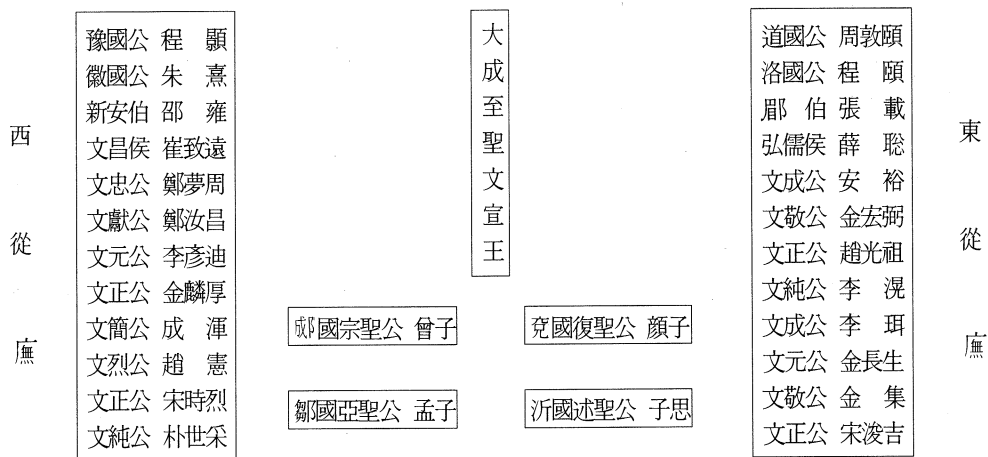 大成至聖文宣王
兗國復聖公 顔子
郕國宗聖公 曾子
沂國述聖公 子思
鄒國亞聖公 孟子
東從廡
道國公 周敦頤
洛國公 程 頤
郿 伯 張 載
弘儒侯 薛 聡
文成公 安 裕
文敬公 金宏弼
文正公 趙光祖
文純公 李 滉
文成公 李 珥
文元公 金長生
文敬公 金 集
文正公 宋浚吉
西從廡
豫國公 程 顥
徽國公 朱 熹
新安伯 邵 雍
文昌侯 崔致遠
文忠公 鄭夢周
文獻公 鄭汝昌
文元公 李彥迪
文正公 金麟厚
文簡公 成 渾
文烈公 趙 憲
文正公 宋時烈
文純公 朴世采